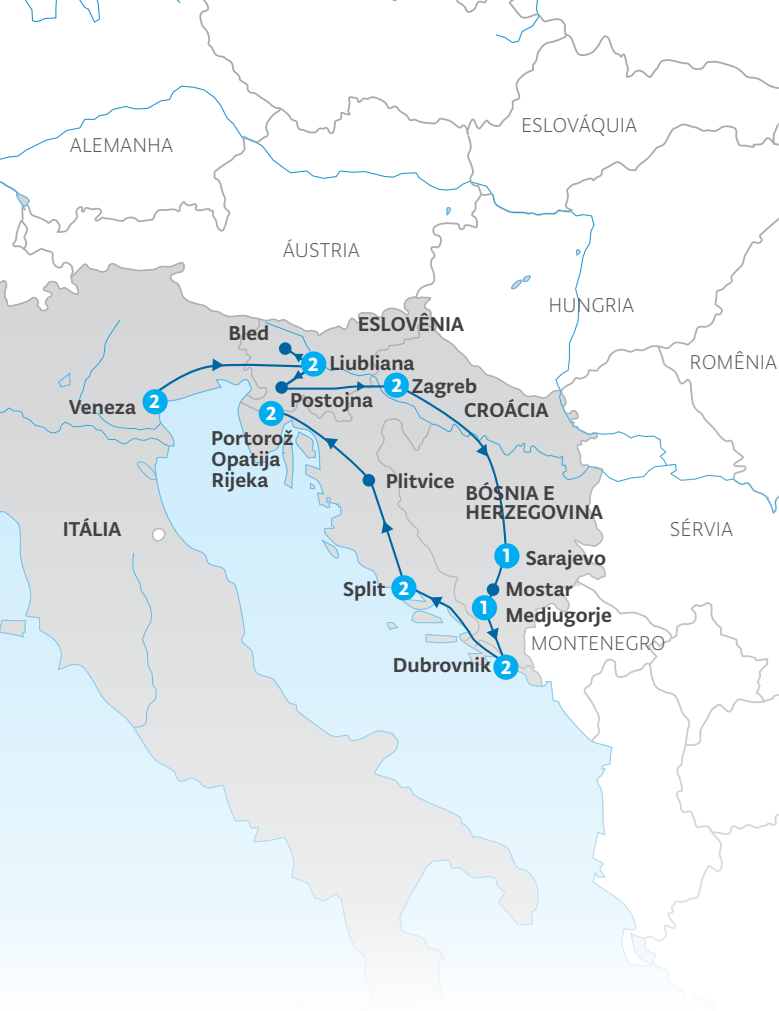 ESLOVÁQUIA
ALEMANHA
ÁUSTRIA
HUNGRIA
ESLOVÊNIA
Bled
2 Liubliana
ROMÊNIA
2 Zagreb
Postojna
Veneza 2
CROÁCIA
2
Portorož
Opatija
Rijeka
Plitvice
BÓSNIA E
HERZEGOVINA
ITÁLIA
SÉRVIA
1 Sarajevo
Split 2
Mostar
1
Medjugorje
MONTENEGRO
Dubrovnik 2